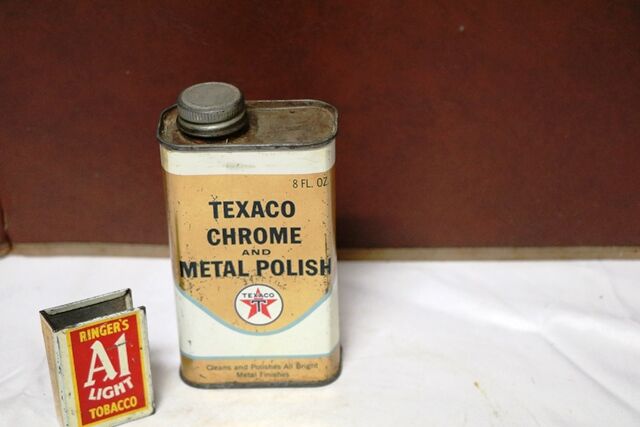 8 FL. OZ
TEXACO
CHROME
AND
METAL POLISH
TEXACO
T
Cleans and Polishes All Bright
Metal Finishes
RINGER'S
A1
LIGHT
TOBACCO